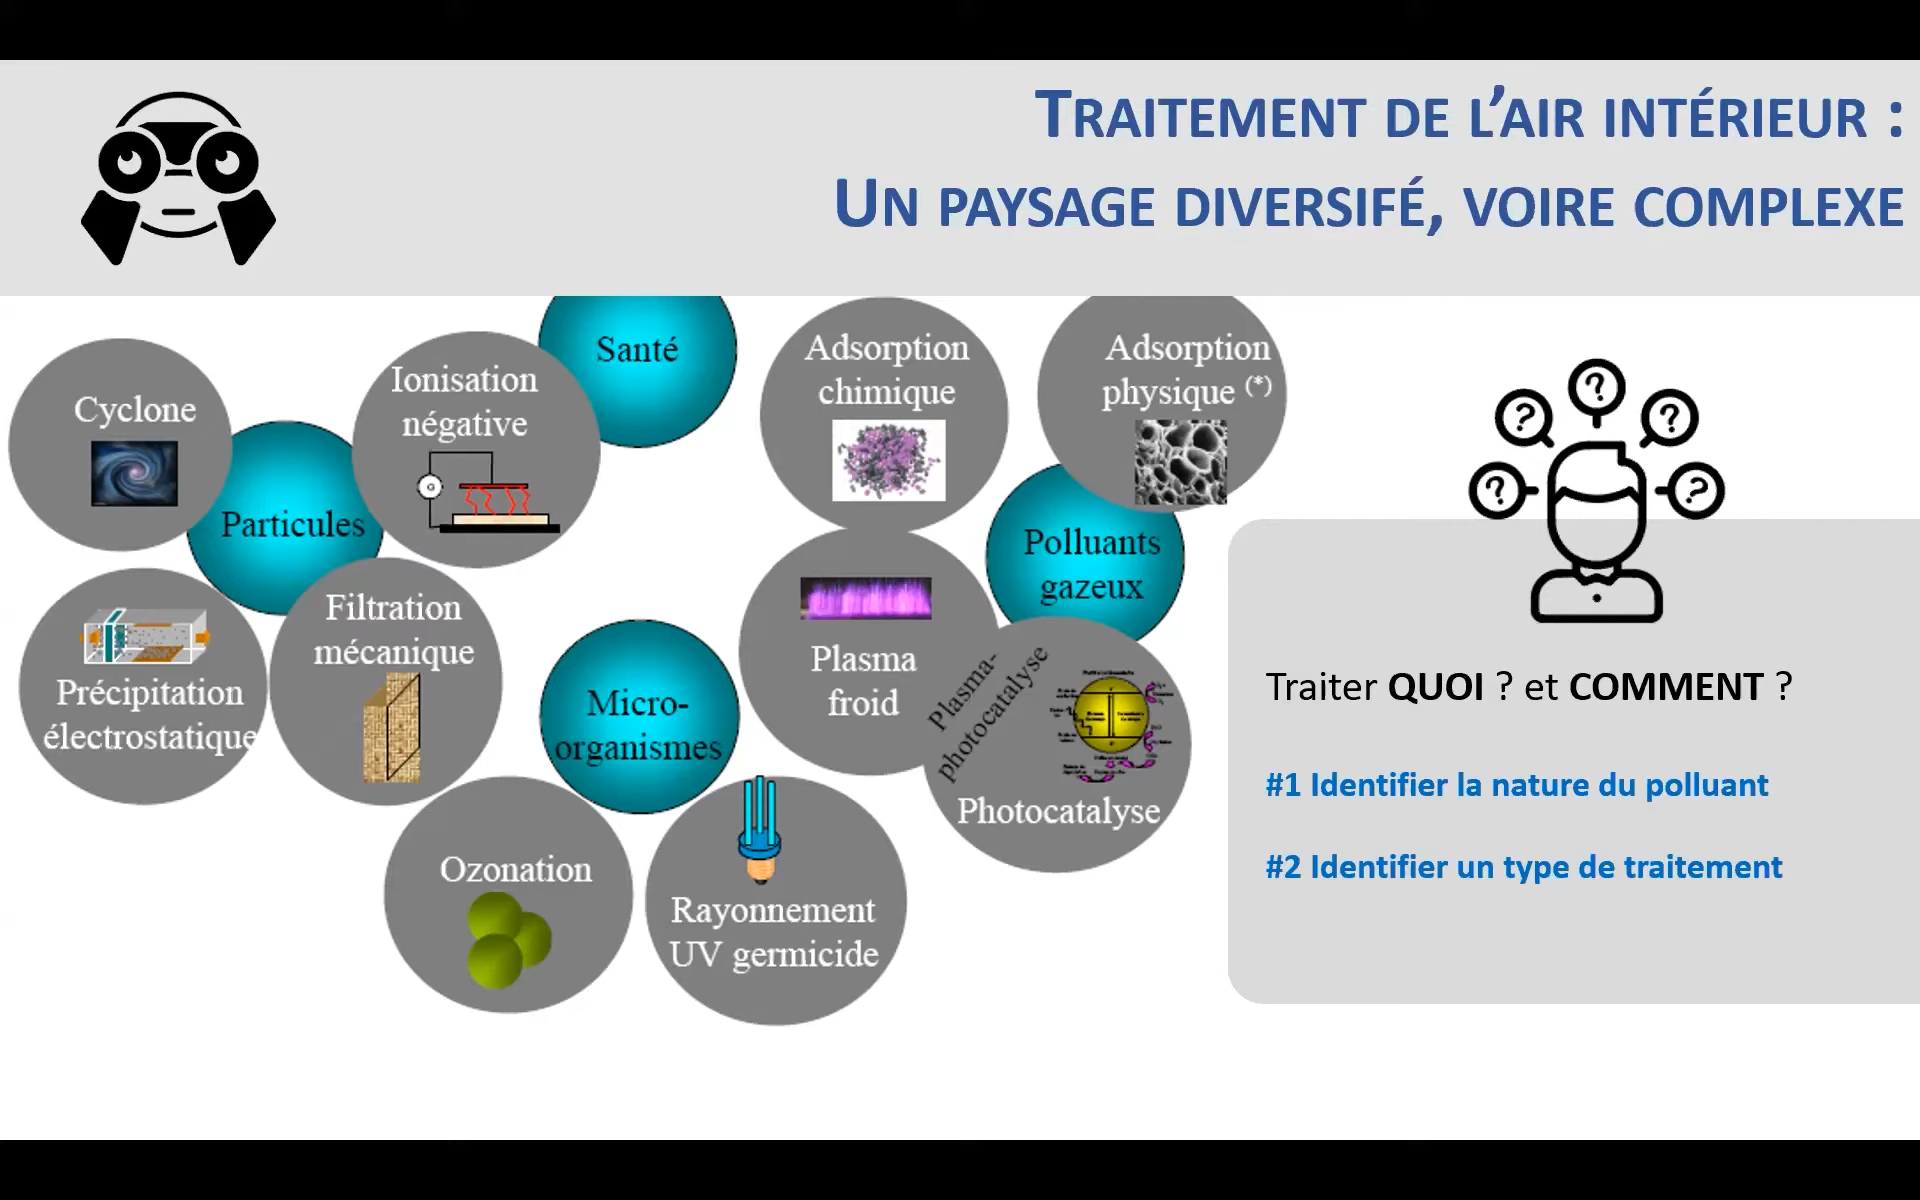 TRAITEMENT DE L’AIR INTÉRIEUR :
UN PAYSAGE DIVERSIFÉ, VOIRE COMPLEXE
Santé
Cyclone
Ionisation
négative
G
Particules
Précipitation
électrostatique
Filtration
mécanique
Micro-
organismes
Ozonation
Rayonnement
UV germicide
Adsorption
chimique
Adsorption
physique (*)
Polluants
gazeux
Plasma
froid
Plasma-
photocatalyse
Photocatalyse
? ? ? ? ?
Traiter QUOI ? et COMMENT ?
#1 Identifier la nature du polluant
#2 Identifier un type de traitement